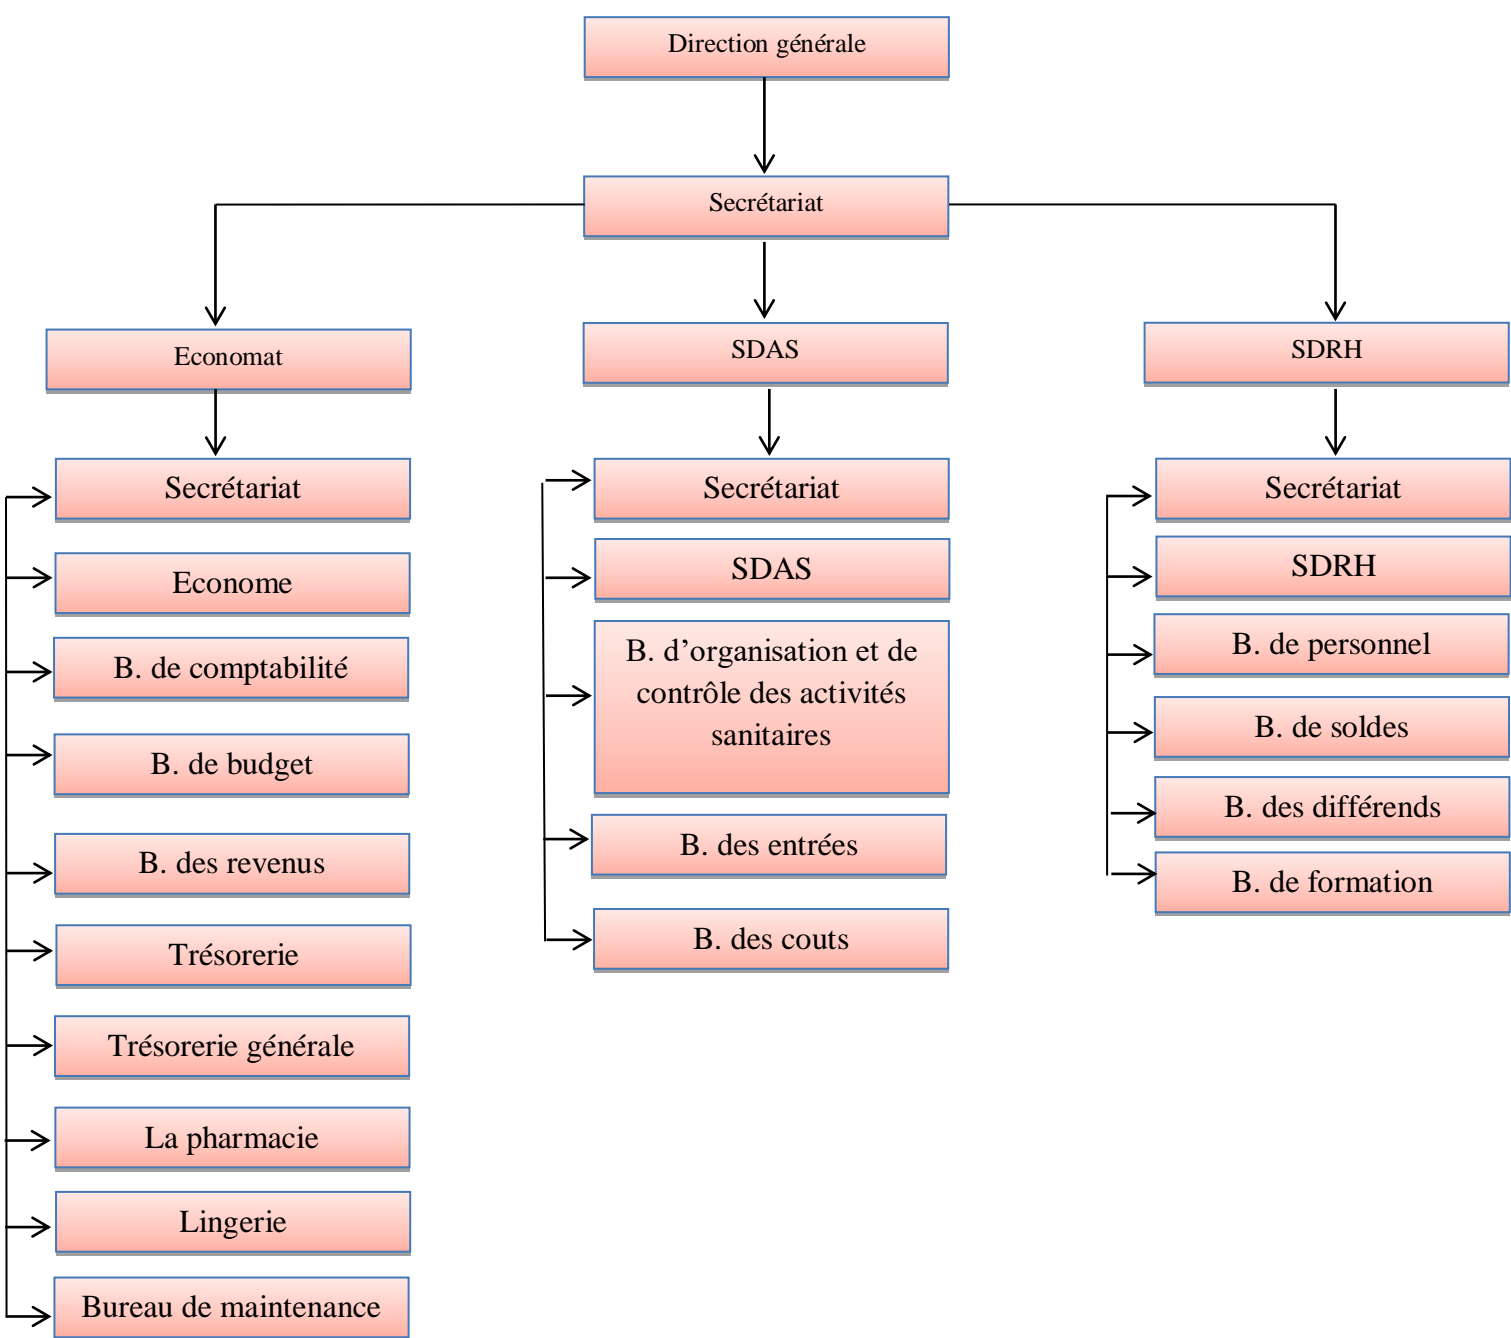 Direction générale
Secrétariat
Economat
SDAS
SDRH
Secrétariat
Econome
B. de comptabilité
B. de budget
B. des revenus
Trésorerie
Trésorerie générale
La pharmacie
Lingerie
Bureau de maintenance
Secrétariat
SDAS
B. d’organisation et de
contrôle des activités
sanitaires
B. des entrées
B. des couts
Secrétariat
SDRH
B. de personnel
B. de soldes
B. des différends
B. de formation